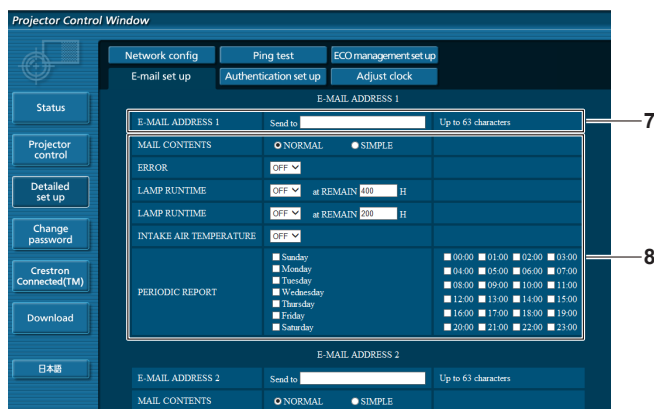 Projector Control Window
Network config Ping test ECO management set up
E-mail set up Authentication set up Adjust clock
Status
Projector control
Detailed set up
Change password
Crestron Connected(TM)
Download
日本語
E-MAIL ADDRESS 1
E-MAIL ADDRESS 1 Send to Up to 63 characters
7
MAIL CONTENTS NORMAL SIMPLE
ERROR OFF
LAMP RUNTIME OFF at REMAIN 400 H
LAMP RUNTIME OFF at REMAIN 200 H
INTAKE AIR TEMPERATURE OFF
8
PERIODIC REPORT
Sunday
Monday
Tuesday
Wednesday
Thursday
Friday
Saturday
00:00 01:00 02:00 03:00
04:00 05:00 06:00 07:00
08:00 09:00 10:00 11:00
12:00 13:00 14:00 15:00
16:00 17:00 18:00 19:00
20:00 21:00 22:00 23:00
E-MAIL ADDRESS 2
E-MAIL ADDRESS 2 Send to Up to 63 characters
MAIL CONTENTS NORMAL SIMPLE